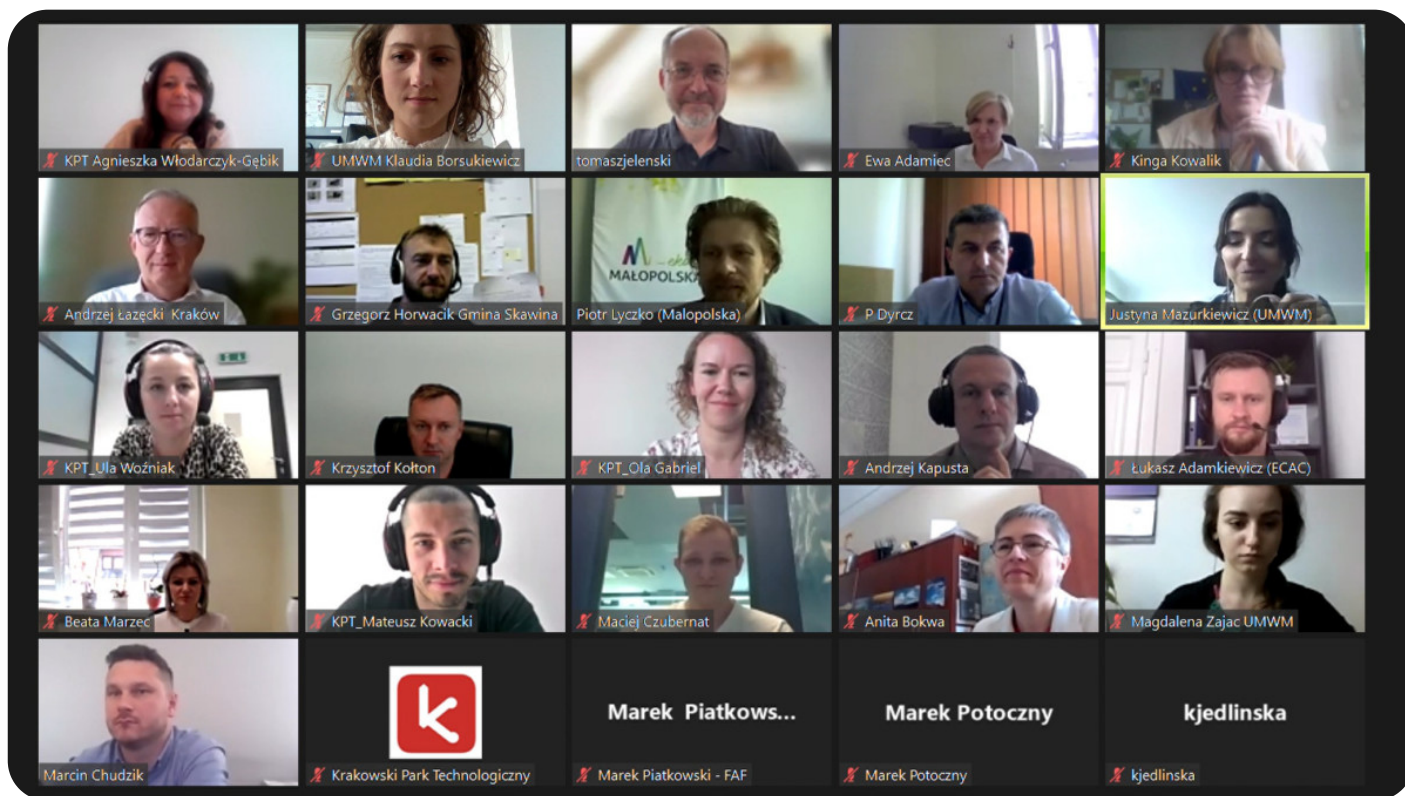 KPT Agnieszka Włodarczyk-Gębik
UMWM Klaudia Borsukiewicz
tomaszjelenski
Ewa Adamiec
Kinga Kowalik
Andrzej Łazęcki Kraków
Grzegorz Horwacik Gmina Skawina
MAŁOPOLSKA
Piotr Lyczko (Malopolska)
P Dyrcz
Justyna Mazurkiewicz (UMWM)
KPT_Ula Woźniak
Krzysztof Kołton
KPT_Ola Gabriel
Andrzej Kapusta
Łukasz Adamkiewicz (ECAC)
Beata Marzec
KPT_Mateusz Kowacki
Maciej Czubernat
Anita Bokwa
Magdalena Zajac UMWM
Marcin Chudzik
Krakowski Park Technologiczny
Marek Piatkows...
Marek Piatkowski - FAF
Marek Potoczny
Marek Potoczny
kjedlinska
kjedlinska